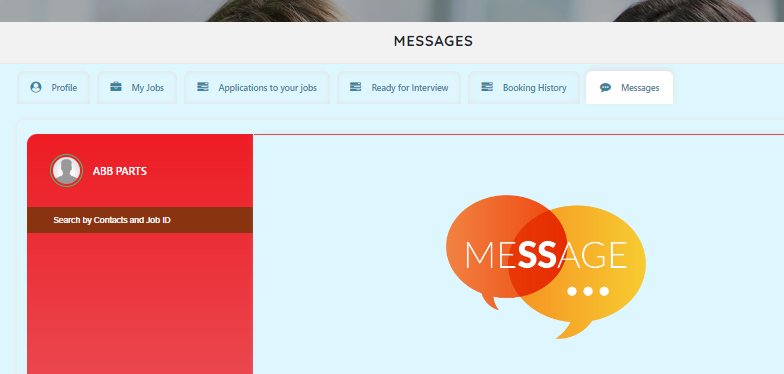 MESSAGES
Profile
My Jobs
Applications to your jobs
Ready for Interview
Booking History
Messages
ABB PARTS
Search by Contacts and Job ID
MESSAGE